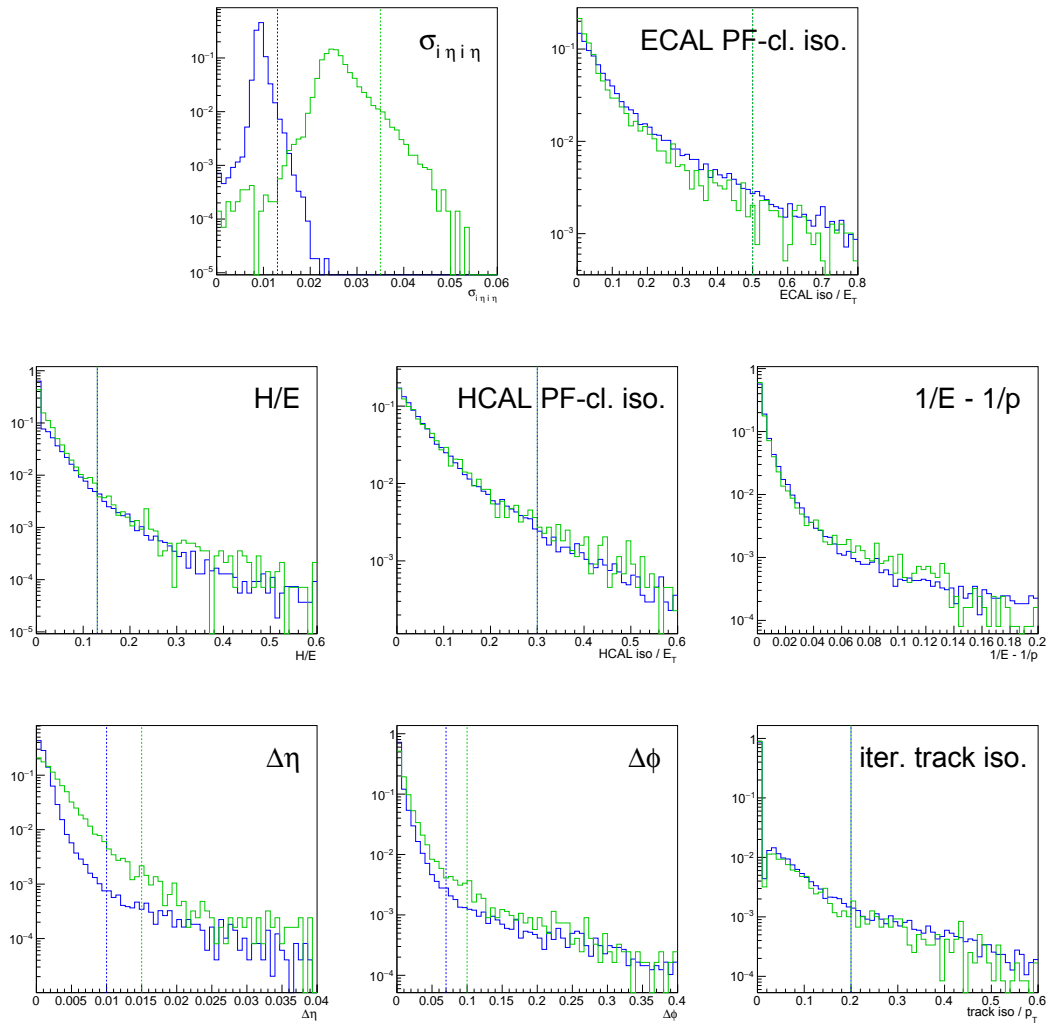 σ_{iηiη}
10⁻¹
10⁻²
10⁻³
10⁻⁴
10⁻⁵
0 0.01 0.02 0.03 0.04 0.05 0.06
σ_{iηiη}
ECAL PF-cl. iso.
10⁻¹
10⁻²
10⁻³
0 0.1 0.2 0.3 0.4 0.5 0.6 0.7 0.8
ECAL iso / E_T
H/E
1
10⁻¹
10⁻²
10⁻³
10⁻⁴
10⁻⁵
0 0.1 0.2 0.3 0.4 0.5 0.6
H/E
HCAL PF-cl. iso.
10⁻¹
10⁻²
10⁻³
0 0.1 0.2 0.3 0.4 0.5 0.6
HCAL iso / E_T
1/E - 1/p
1
10⁻¹
10⁻²
10⁻³
10⁻⁴
0 0.02 0.04 0.06 0.08 0.1 0.12 0.14 0.16 0.18 0.2
1/E - 1/p
Δη
10⁻¹
10⁻²
10⁻³
10⁻⁴
0 0.005 0.01 0.015 0.02 0.025 0.03 0.035 0.04
Δη
Δϕ
1
10⁻¹
10⁻²
10⁻³
10⁻⁴
0 0.05 0.1 0.15 0.2 0.25 0.3 0.35 0.4
Δϕ
iter. track iso.
1
10⁻¹
10⁻²
10⁻³
10⁻⁴
0 0.1 0.2 0.3 0.4 0.5 0.6
track iso / p_T